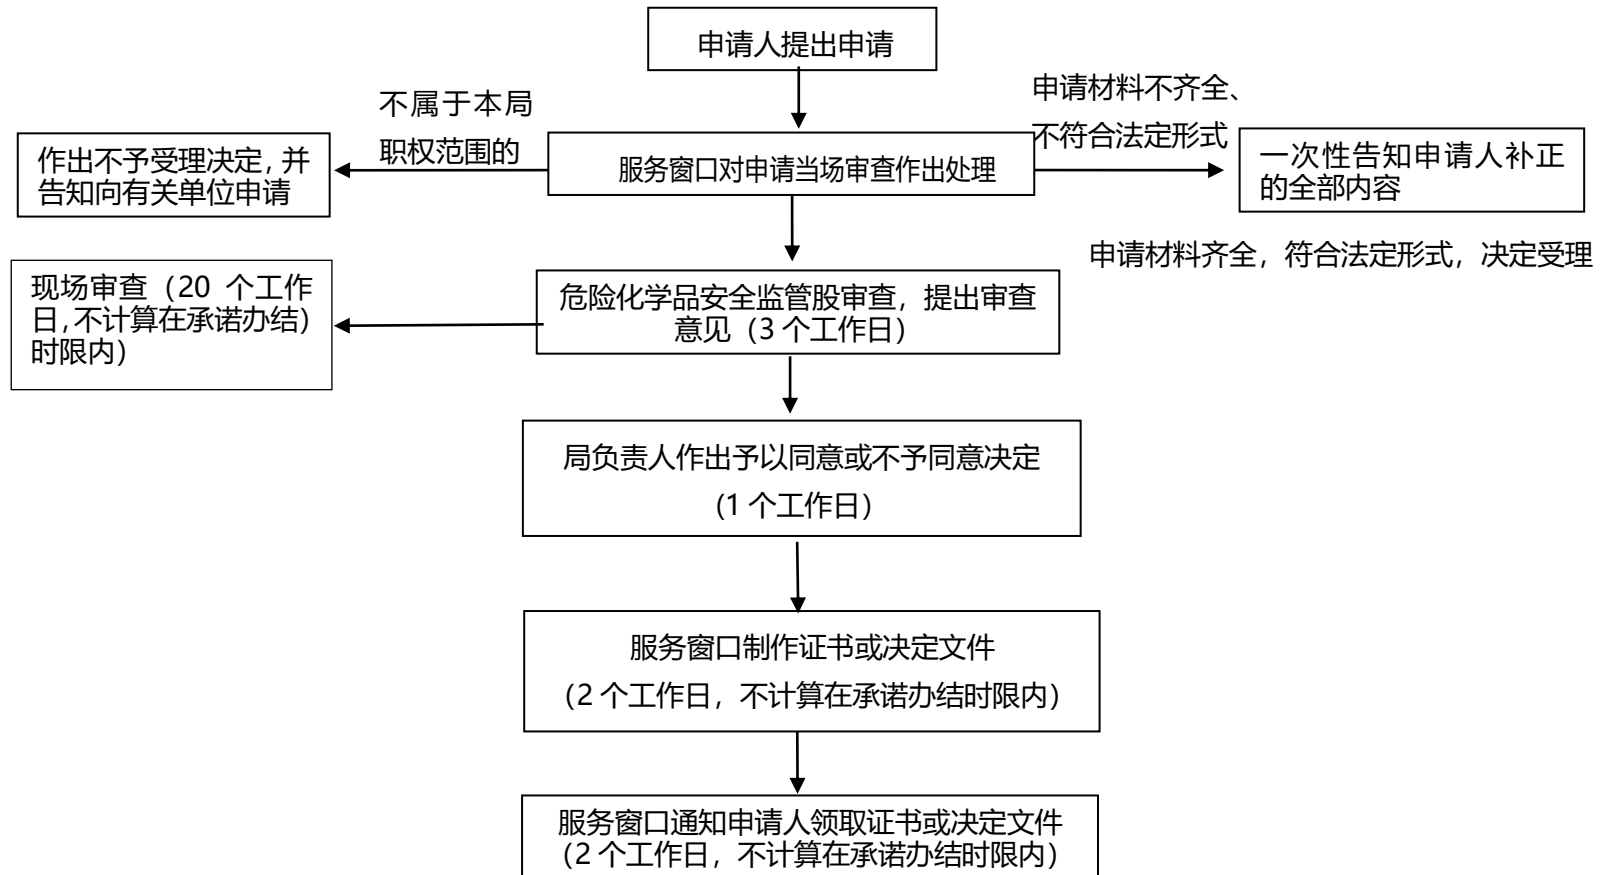 申请人提出申请
不属于本局
职权范围的
申请材料不齐全、
不符合法定形式
作出不予受理决定，并
告知向有关单位申请
服务窗口对申请当场审查作出处理
一次性告知申请人补正
的全部内容
申请材料齐全，符合法定形式，决定受理
现场审查（20 个工作
日，不计算在承诺办结）
时限内）
危险化学品安全监管股审查，提出审查
意见（3 个工作日）
局负责人作出予以同意或不予同意决定
（1 个工作日）
服务窗口制作证书或决定文件
（2 个工作日，不计算在承诺办结时限内）
服务窗口通知申请人领取证书或决定文件
（2 个工作日，不计算在承诺办结时限内）